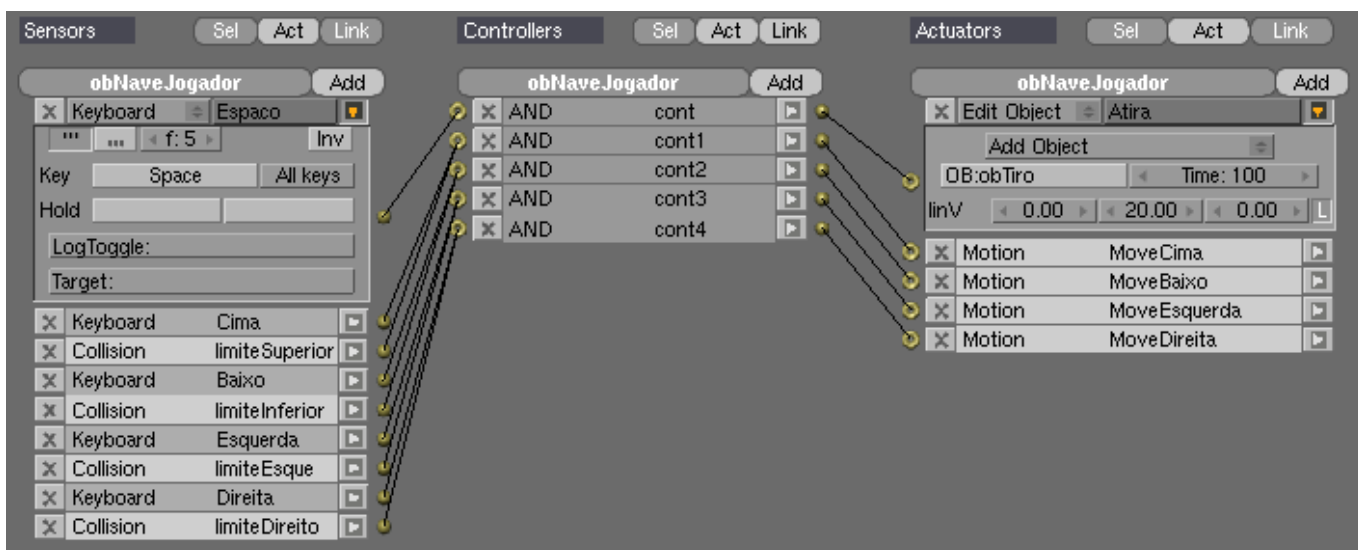 Sensors Sel Act Link Controllers Sel Act Link Actuators Sel Act Link
obNaveJogador Add obNaveJogador Add obNaveJogador Add
Keyboard Espaco AND cont Edit Object Atira
f: 5 Inv AND cont1 Add Object
Key Space All keys AND cont2 OB:obTiro Time: 100
Hold AND cont3 linV 0.00 20.00 0.00 L
LogToggle: AND cont4 Motion MoveCima
Target: Motion MoveBaixo
Keyboard Cima Motion MoveEsquerda
Collision limiteSuperior Motion MoveDireita
Keyboard Baixo
Collision limiteInferior
Keyboard Esquerda
Collision limiteEsque
Keyboard Direita
Collision limiteDireito